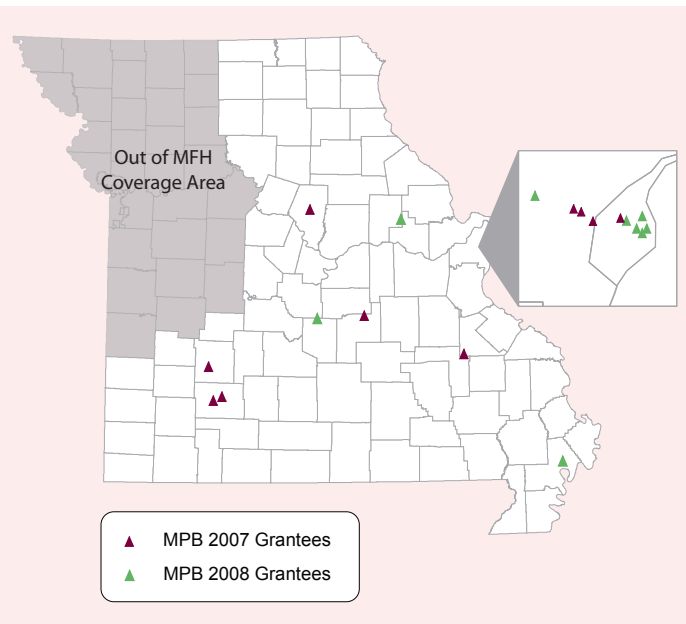 Out of MFH
Coverage Area
MPB 2007 Grantees
MPB 2008 Grantees